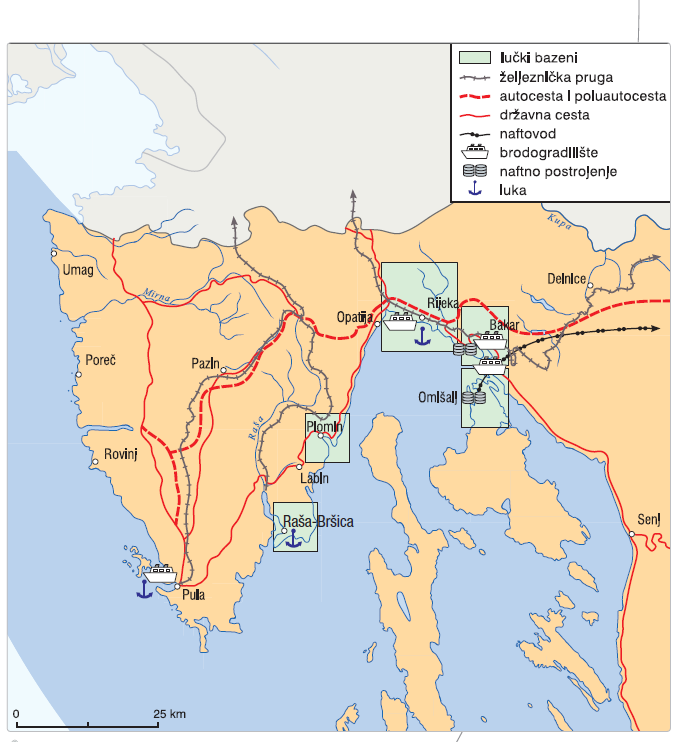 lučki bazeni
željeznička pruga
autocesta i poluautocesta
državna cesta
naftovod
brodogradilište
naftno postrojenje
luka
Kupa
Umag
Delnice
Mirna
Rijeka
Opatija
Bakar
Poreč
Pazin
Omišalj
Raša
Plomin
Rovinj
Labin
Raša-Bršica
Senj
Pula
0 25 km